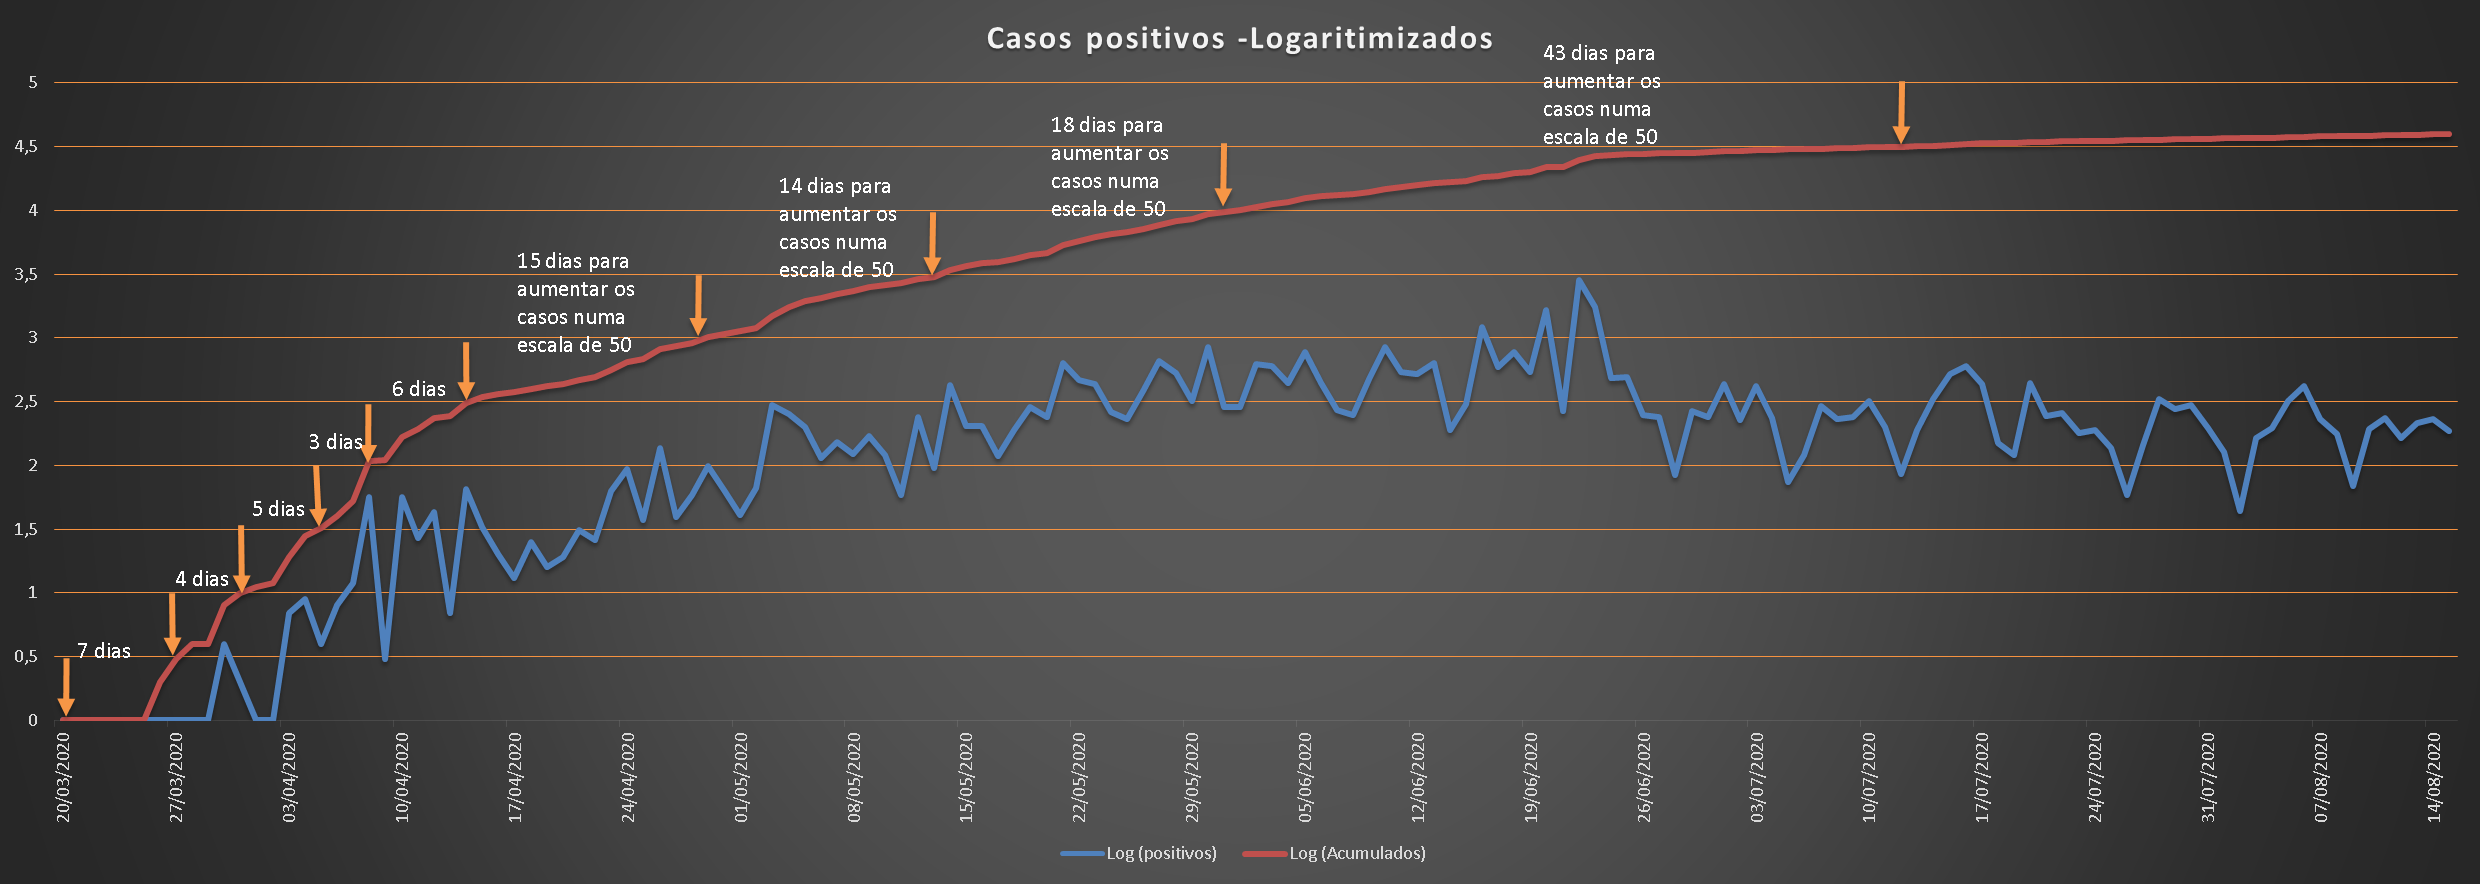 Casos positivos -Logaritimizados
43 dias para
aumentar os
casos numa
escala de 50
18 dias para
aumentar os
casos numa
escala de 50
14 dias para
aumentar os
casos numa
escala de 50
15 dias para
aumentar os
casos numa
escala de 50
6 dias
3 dias
5 dias
4 dias
7 dias
5
4,5
4
3,5
3
2,5
2
1,5
1
0,5
0
20/03/2020
27/03/2020
03/04/2020
10/04/2020
17/04/2020
24/04/2020
01/05/2020
08/05/2020
15/05/2020
22/05/2020
29/05/2020
05/06/2020
12/06/2020
19/06/2020
26/06/2020
03/07/2020
10/07/2020
17/07/2020
24/07/2020
31/07/2020
07/08/2020
14/08/2020
Log (positivos)
Log (Acumulados)